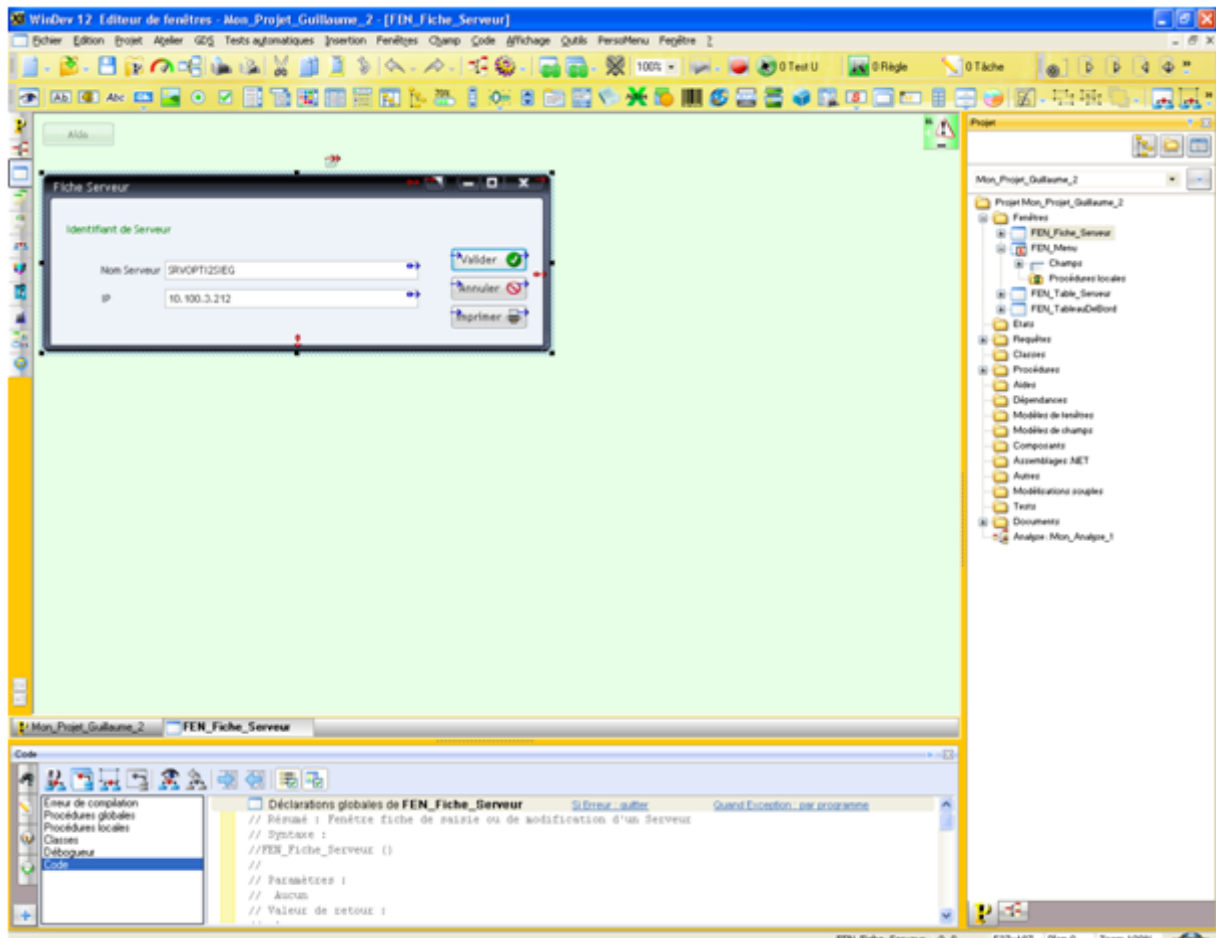 WinDev 12 Editeur de fenêtres - Mon_Projet_Guillaume_2 - [FEN_Fiche_Serveur]
Fichier Edition Projet Atelier GDS Tests automatiques Insertion Fenêtres Champ Code Affichage Outils PersoMenu Fenêtre ?
100% 0 Test U 0 Règle 0 Tâche
Aide
Fiche Serveur
Identifiant de Serveur
Nom Serveur SRVOPTI2SIEG
IP 10.100.3.212
Valider
Annuler
Imprimer
Projet
Mon_Projet_Guillaume_2
Projet Mon_Projet_Guillaume_2
Fenêtres
FEN_Fiche_Serveur
FEN_Menu
Champs
Procédures locales
FEN_Table_Serveur
FEN_TableauDeBord
Etats
Requêtes
Classes
Procédures
Aides
Dépendances
Modèles de fenêtres
Modèles de champs
Composants
Assemblages .NET
Autres
Modélisations souples
Tests
Documents
Analyse : Mon_Analyse_1
Mon_Projet_Guillaume_2 FEN_Fiche_Serveur
Code
Erreur de compilation
Procédures globales
Procédures locales
Classes
Débogueur
Code
Déclarations globales de FEN_Fiche_Serveur Si Erreur : quitter Quand Exception : par programme
// Résumé : Fenêtre fiche de saisie ou de modification d'un Serveur
// Syntaxe :
//FEN_Fiche_Serveur ()
//
// Paramètres :
// Aucun
// Valeur de retour :